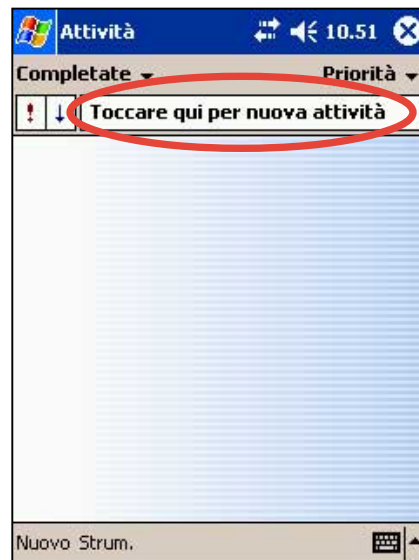 Attività 10.51
Completate Priorità
! ↓ Toccare qui per nuova attività
Nuovo Strum.